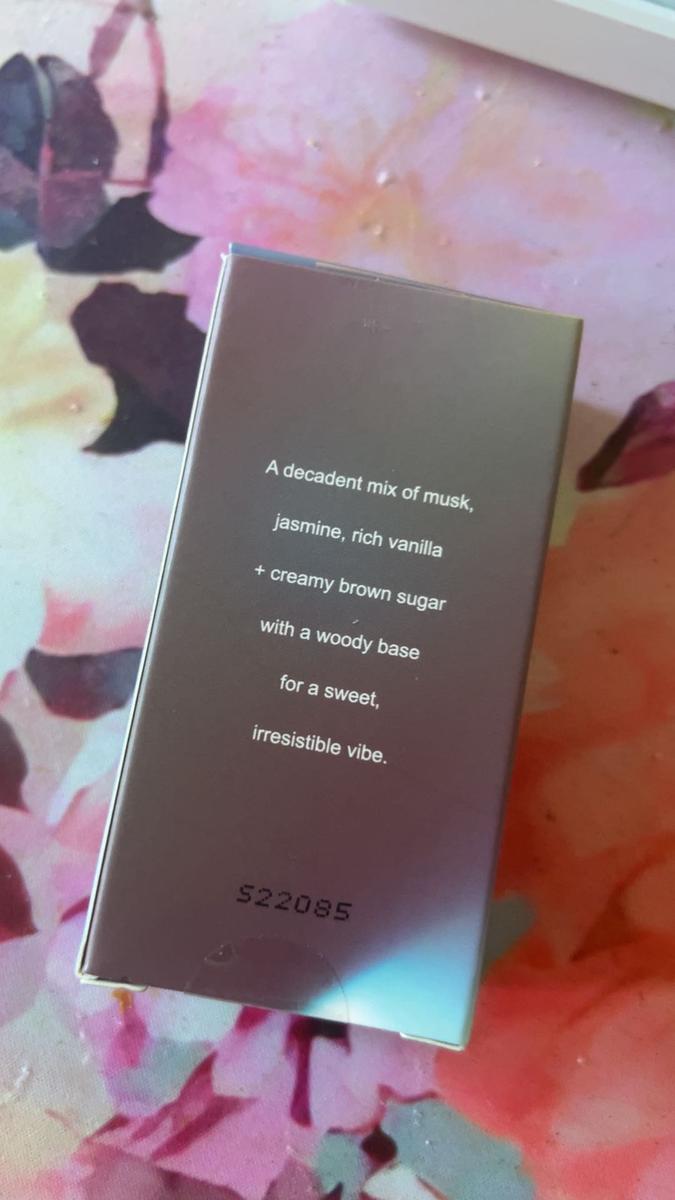 A decadent mix of musk,
jasmine, rich vanilla
+ creamy brown sugar
with a woody base
for a sweet,
irresistible vibe.
S22085